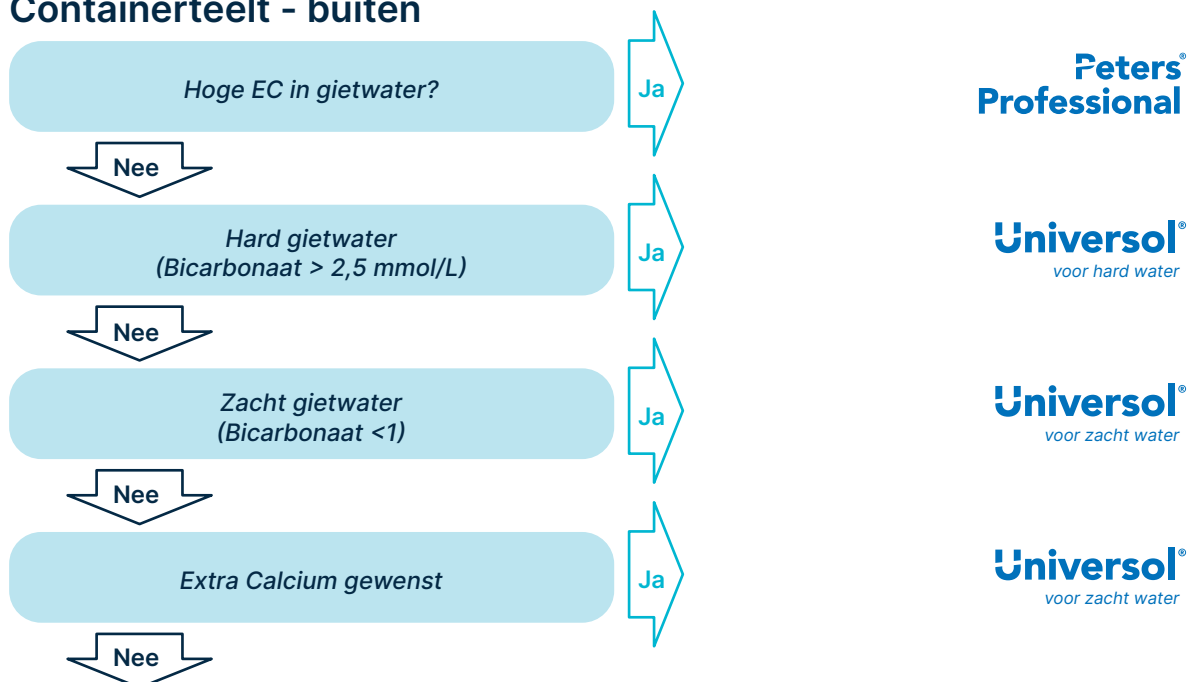 Containerteelt - buiten
Hoge EC in gietwater?
Ja
Peters®
Professional
Nee
Hard gietwater
(Bicarbonaat > 2,5 mmol/L)
Ja
Universol®
voor hard water
Nee
Zacht gietwater
(Bicarbonaat <1)
Ja
Universol®
voor zacht water
Nee
Extra Calcium gewenst
Ja
Universol®
voor zacht water
Nee